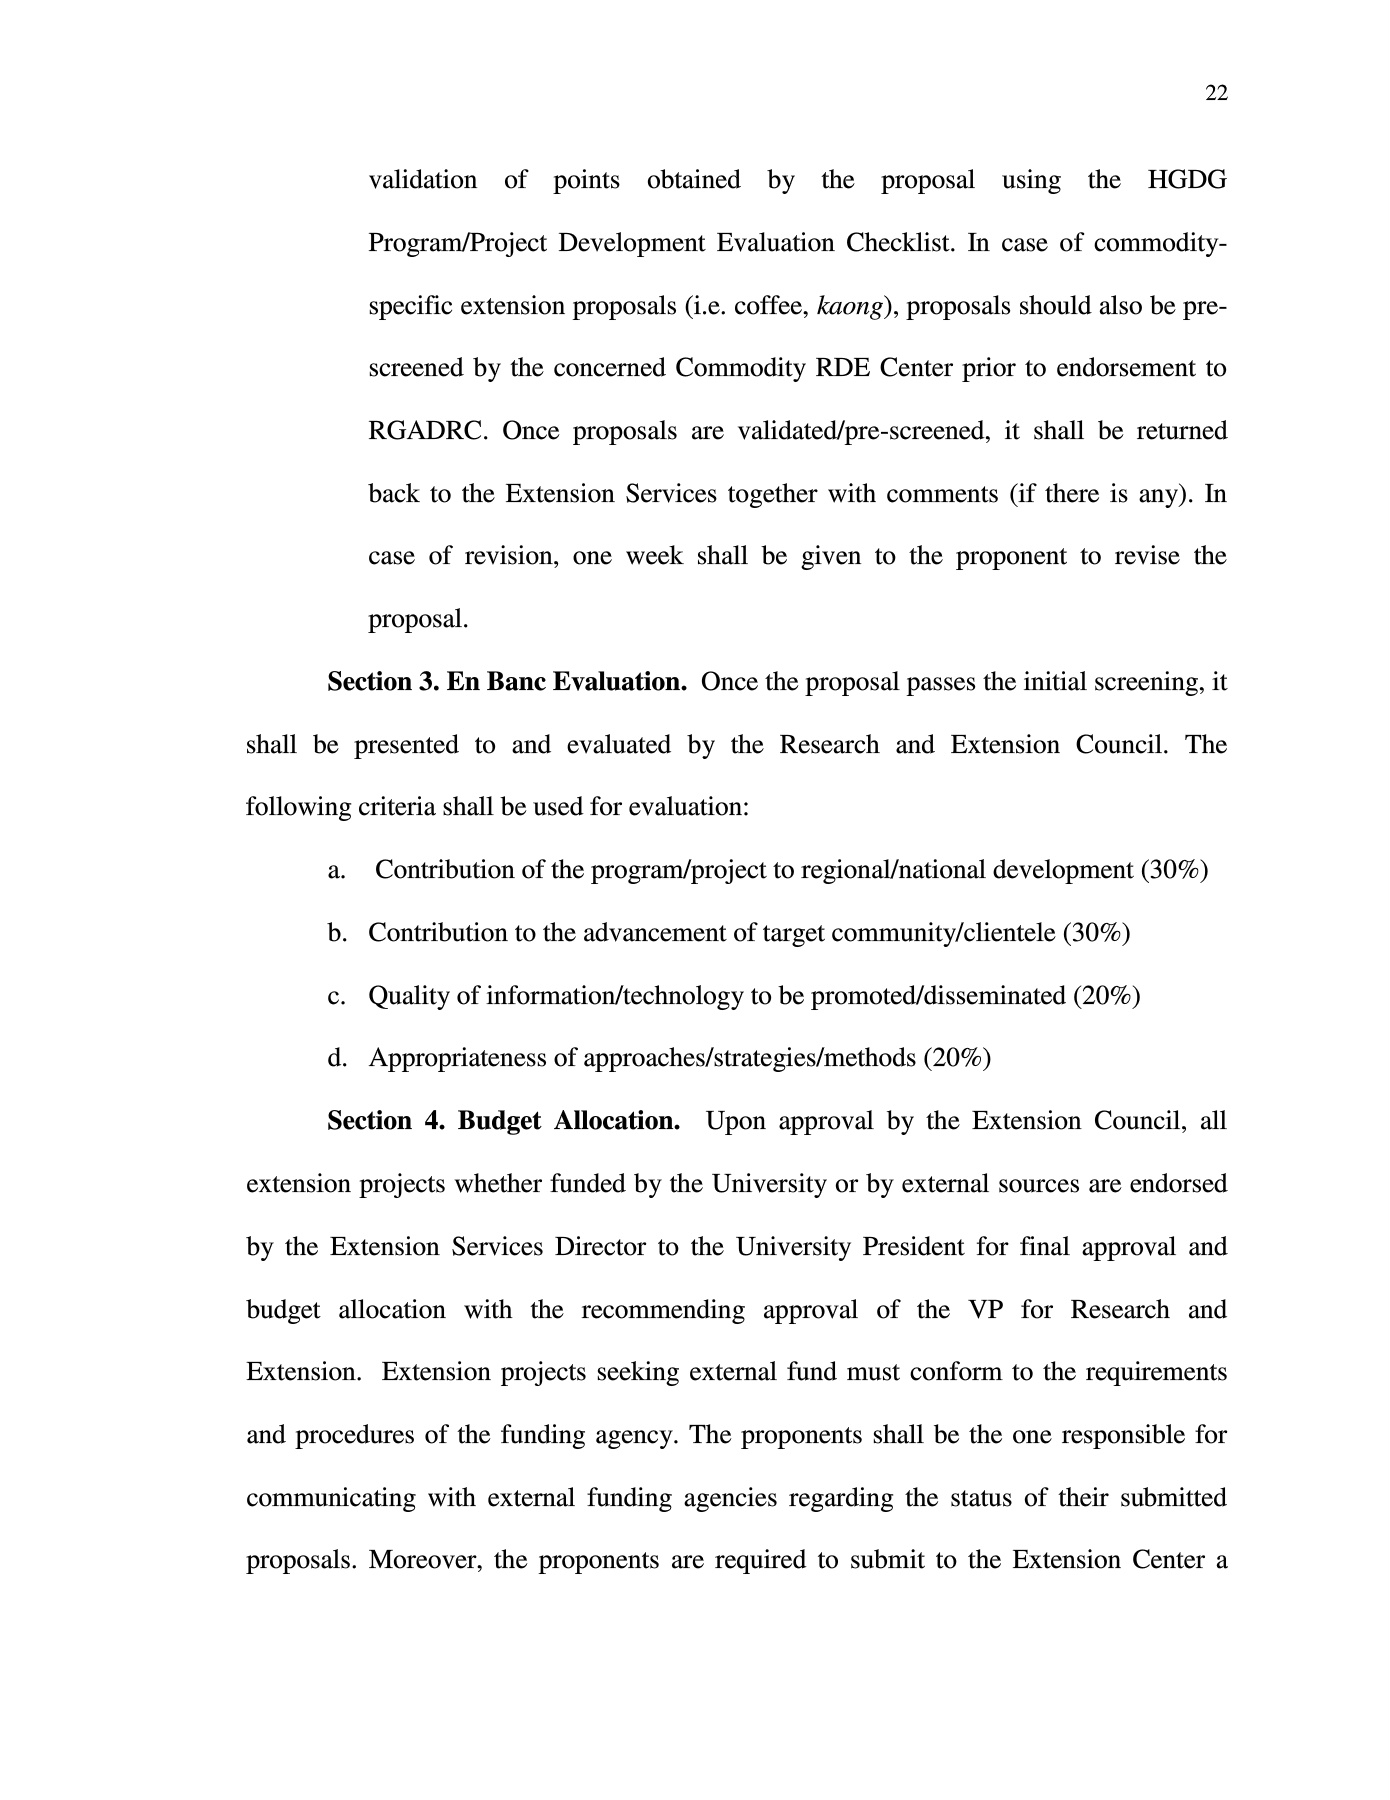 22
validation of points obtained by the proposal using the HGDG
Program/Project Development Evaluation Checklist. In case of commodity-
specific extension proposals (i.e. coffee, kaong), proposals should also be pre-
screened by the concerned Commodity RDE Center prior to endorsement to
RGADRC. Once proposals are validated/pre-screened, it shall be returned
back to the Extension Services together with comments (if there is any). In
case of revision, one week shall be given to the proponent to revise the
proposal.
Section 3. En Banc Evaluation. Once the proposal passes the initial screening, it
shall be presented to and evaluated by the Research and Extension Council. The
following criteria shall be used for evaluation:
a. Contribution of the program/project to regional/national development (30%)
b. Contribution to the advancement of target community/clientele (30%)
c. Quality of information/technology to be promoted/disseminated (20%)
d. Appropriateness of approaches/strategies/methods (20%)
Section 4. Budget Allocation. Upon approval by the Extension Council, all
extension projects whether funded by the University or by external sources are endorsed
by the Extension Services Director to the University President for final approval and
budget allocation with the recommending approval of the VP for Research and
Extension. Extension projects seeking external fund must conform to the requirements
and procedures of the funding agency. The proponents shall be the one responsible for
communicating with external funding agencies regarding the status of their submitted
proposals. Moreover, the proponents are required to submit to the Extension Center a